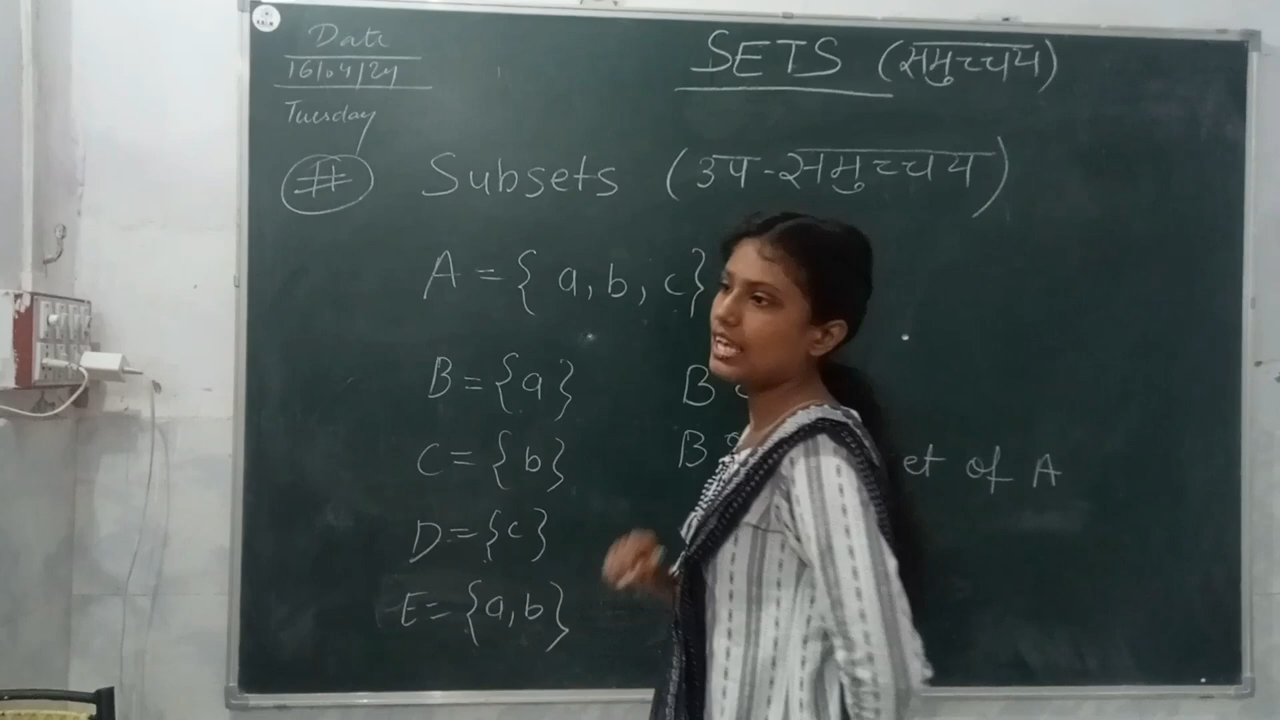 Date
16/04/24
Tuesday
SETS (समुच्चय)
# Subsets (उप-समुच्चय)
A = { a, b, c }
B = { a }
B
C = { b }
B et of A
D = { c }
E = { a, b }